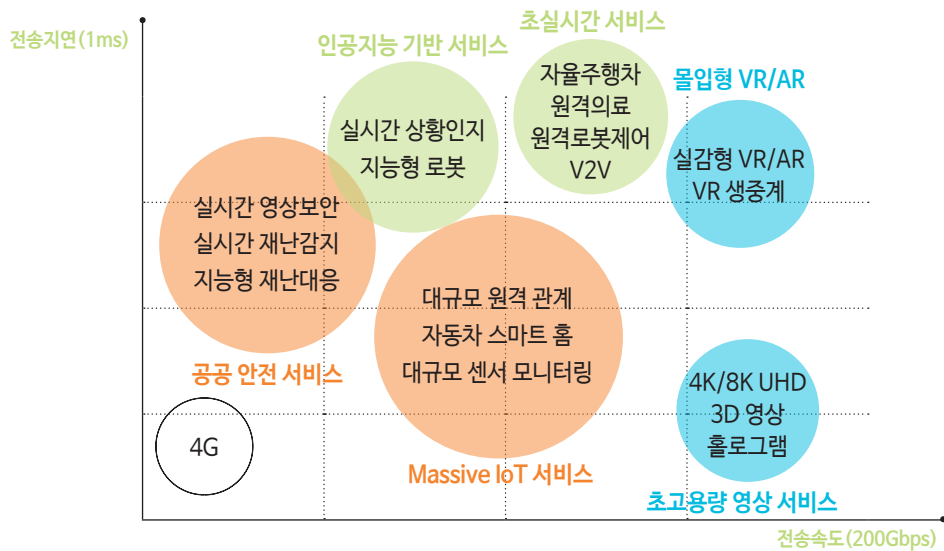 전송지연(1ms)
인공지능 기반 서비스
실시간 상황인지
지능형 로봇
초실시간 서비스
자율주행차
원격의료
원격로봇제어
V2V
몰입형 VR/AR
실감형 VR/AR
VR 생중계
실시간 영상보안
실시간 재난감지
지능형 재난대응
공공 안전 서비스
대규모 원격 관계
자동차 스마트 홈
대규모 센서 모니터링
Massive IoT 서비스
4G
4K/8K UHD
3D 영상
홀로그램
초고용량 영상 서비스
전송속도(200Gbps)